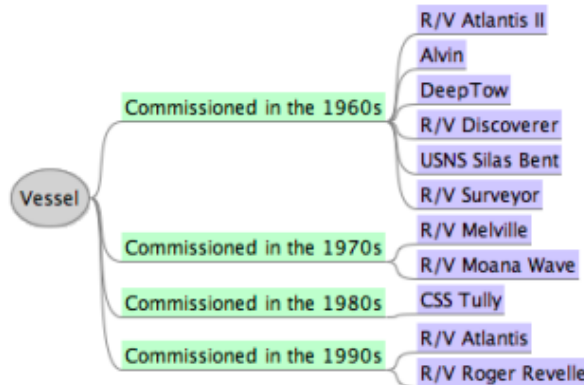 Vessel
Commissioned in the 1960s
R/V Atlantis II
Alvin
DeepTow
R/V Discoverer
USNS Silas Bent
R/V Surveyor
Commissioned in the 1970s
R/V Melville
R/V Moana Wave
Commissioned in the 1980s
CSS Tully
Commissioned in the 1990s
R/V Atlantis
R/V Roger Revelle